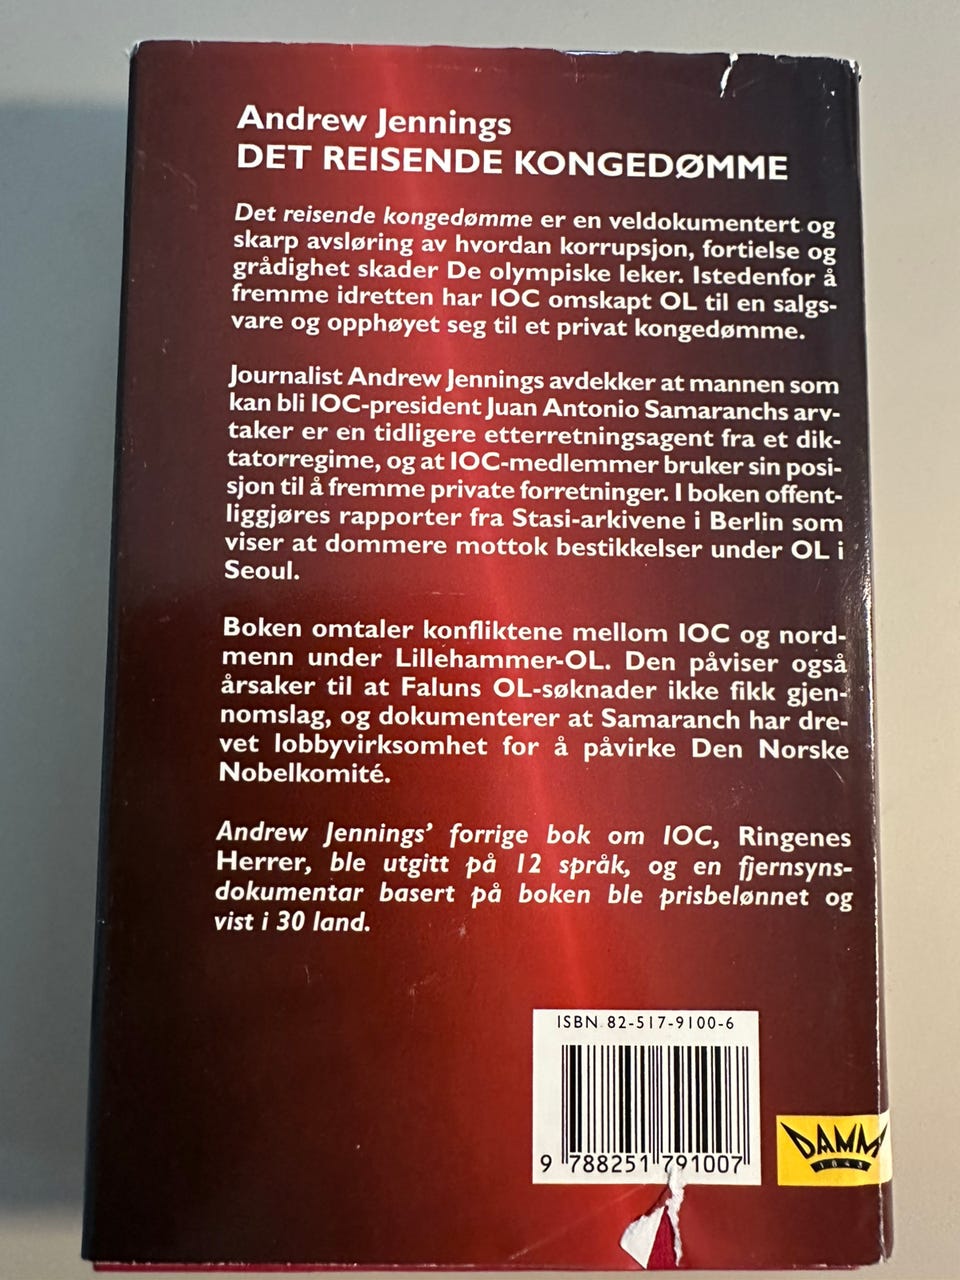 Andrew Jennings
DET REISENDE KONGEDØMME
Det reisende kongedømme er en veldokumentert og
skarp avsløring av hvordan korrupsjon, fortielse og
grådighet skader De olympiske leker. Istedenfor å
fremme idretten har IOC omskapt OL til en salgs-
vare og opphøyet seg til et privat kongedømme.
Journalist Andrew Jennings avdekker at mannen som
kan bli IOC-president Juan Antonio Samaranchs arv-
taker er en tidligere etterretningsagent fra et dik-
tatorregime, og at IOC-medlemmer bruker sin posi-
sjon til å fremme private forretninger. I boken offent-
liggjøres rapporter fra Stasi-arkivene i Berlin som
viser at dommere mottok bestikkelser under OL i
Seoul.
Boken omtaler konfliktene mellom IOC og nord-
menn under Lillehammer-OL. Den påviser også
årsaker til at Faluns OL-søknader ikke fikk gjen-
nomslag, og dokumenterer at Samaranch har dre-
vet lobbyvirksomhet for å påvirke Den Norske
Nobelkomité.
Andrew Jennings' forrige bok om IOC, Ringenes
Herrer, ble utgitt på 12 språk, og en fjernsyns-
dokumentar basert på boken ble prisbelønnet og
vist i 30 land.
ISBN 82-517-9100-6
9 788251 791007
DAMM
1843